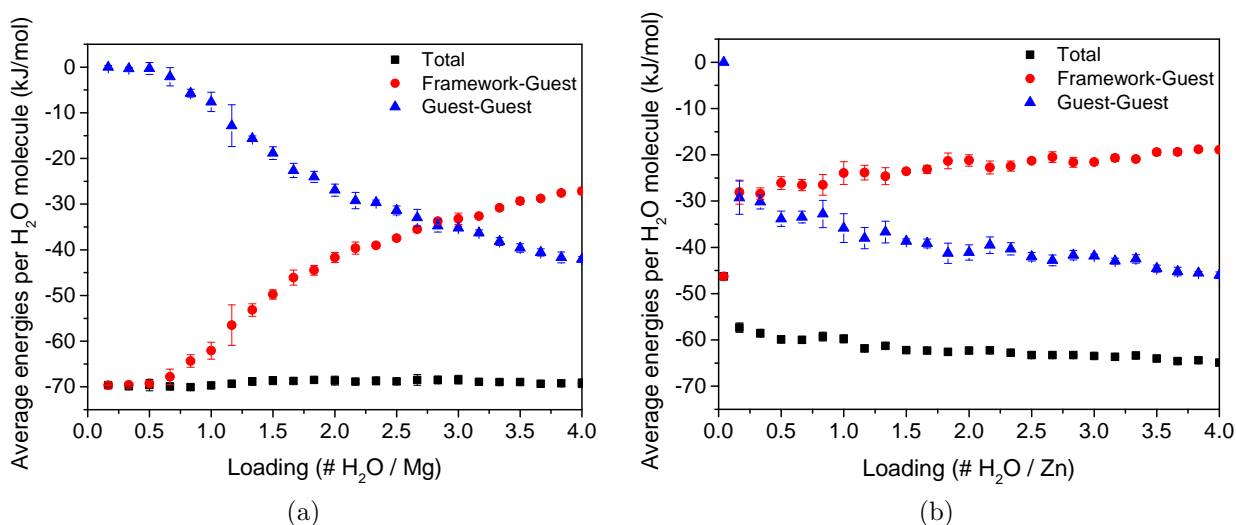 Average energies per H₂O molecule (kJ/mol)
0
-10
-20
-30
-40
-50
-60
-70
0.0 0.5 1.0 1.5 2.0 2.5 3.0 3.5 4.0
Loading (# H₂O / Mg)
Total
Framework-Guest
Guest-Guest
(a)
Average energies per H₂O molecule (kJ/mol)
0
-10
-20
-30
-40
-50
-60
-70
0.0 0.5 1.0 1.5 2.0 2.5 3.0 3.5 4.0
Loading (# H₂O / Zn)
Total
Framework-Guest
Guest-Guest
(b)